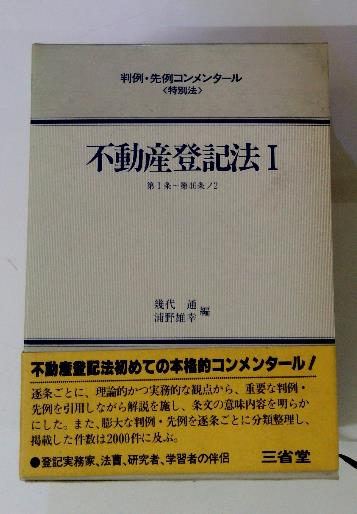 判例・先例コンメンタール
〈特別法〉
不動産登記法 I
第1条~第46条ノ2
幾代 通
浦野雄幸 編
不動産登記法初めての本格的コンメンタール!
逐条ごとに、理論的かつ実務的な観点から、重要な判例・
先例を引用しながら解説を施し、条文の意味内容を明らか
にした。また、膨大な判例・先例を逐条ごとに分類整理し、
掲載した件数は2000件に及ぶ。
●登記実務家、法曹、研究者、学習者の伴侶 三省堂